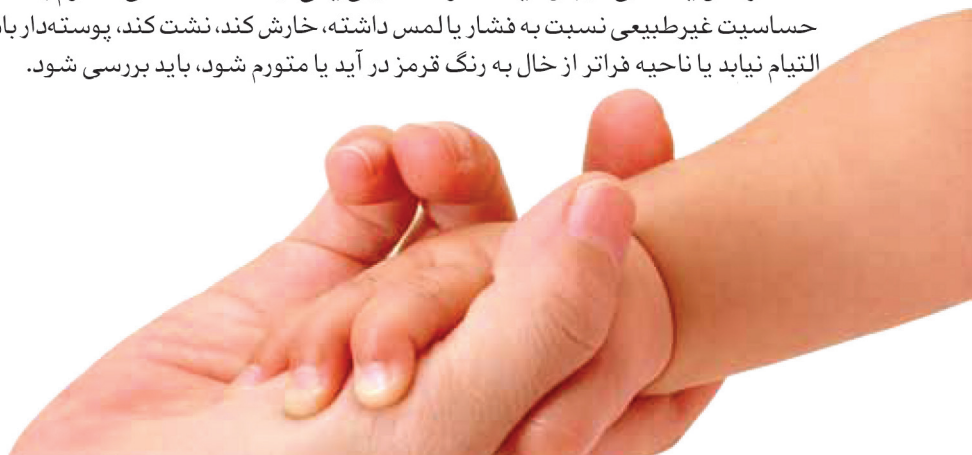 حساسیت غیرطبیعی نسبت به فشار یا لمس داشته، خارش کند، نشت کند، پوسته‌دار
التیام نیابد یا ناحیه فراتر از خال به رنگ قرمز در آید یا متورم شود، باید بررسی شود.